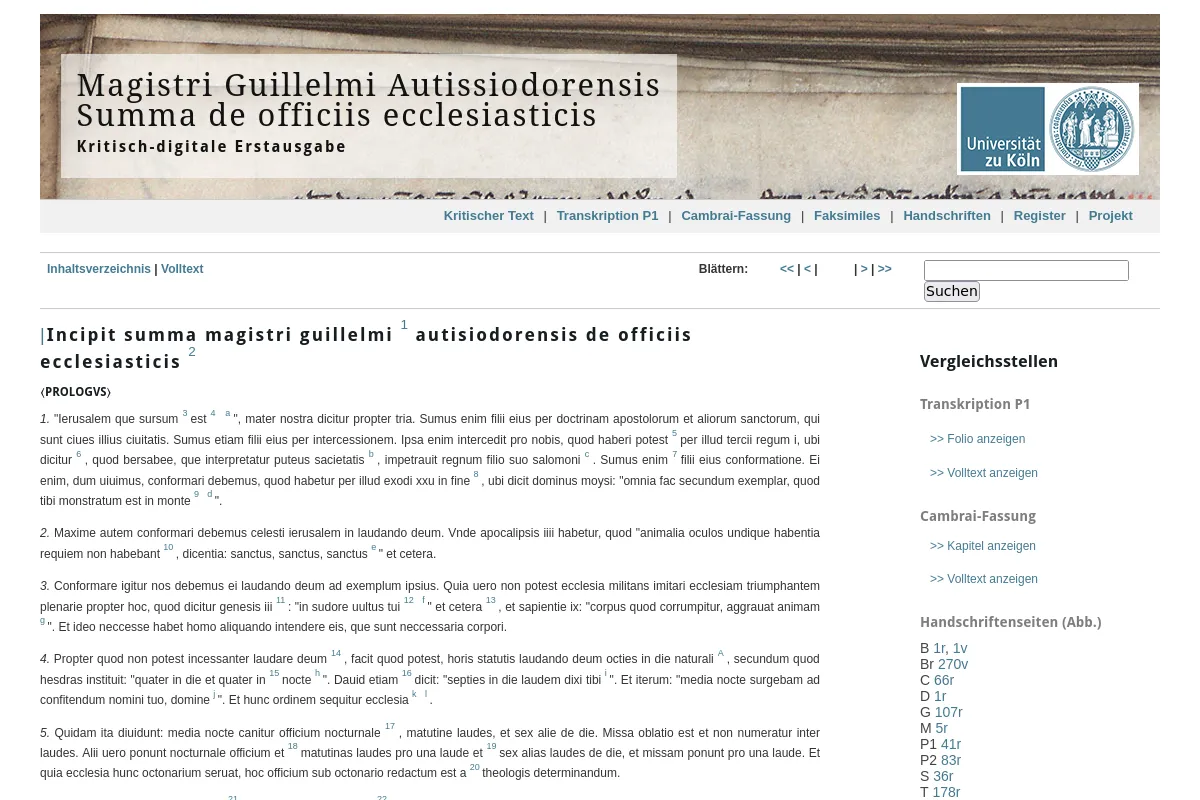 Magistri Guillelmi Autissiodorensis
Summa de officiis ecclesiasticis
Kritisch-digitale Erstausgabe
Universität
zu Köln
Kritischer Text | Transkription P1 | Cambrai-Fassung | Faksimiles | Handschriften | Register | Projekt
Inhaltsverzeichnis | Volltext
Blättern: << | < | | > | >>
Suchen
|Incipit summa magistri guillelmi 1 autisiodorensis de officiis
ecclesiasticis 2
⟨PROLOGVS⟩
1. "Ierusalem que sursum 3 est 4 a ", mater nostra dicitur propter tria. Sumus enim filii eius per doctrinam apostolorum et aliorum sanctorum, qui
sunt ciues illius ciuitatis. Sumus etiam filii eius per intercessionem. Ipsa enim intercedit pro nobis, quod haberi potest 5 per illud tercii regum i, ubi
dicitur 6 , quod bersabee, que interpretatur puteus sacietatis b , impetrauit regnum filio suo salomoni c . Sumus enim 7 filii eius conformatione. Ei
enim, dum uiuimus, conformari debemus, quod habetur per illud exodi xxu in fine 8 , ubi dicit dominus moysi: "omnia fac secundum exemplar, quod
tibi monstratum est in monte 9 d ".
2. Maxime autem conformari debemus celesti ierusalem in laudando deum. Vnde apocalipsis iiii habetur, quod "animalia oculos undique habentia
requiem non habebant 10 , dicentia: sanctus, sanctus, sanctus e " et cetera.
3. Conformare igitur nos debemus ei laudando deum ad exemplum ipsius. Quia uero non potest ecclesia militans imitari ecclesiam triumphantem
plenarie propter hoc, quod dicitur genesis iii 11 : "in sudore uultus tui 12 f " et cetera 13 , et sapientie ix: "corpus quod corrumpitur, aggrauat animam
g ". Et ideo neccesse habet homo aliquando intendere eis, que sunt neccessaria corpori.
4. Propter quod non potest incessanter laudare deum 14 , facit quod potest, horis statutis laudando deum octies in die naturali A , secundum quod
hesdras instituit: "quater in die et quater in 15 nocte h ". Dauid etiam 16 dicit: "septies in die laudem dixi tibi i ". Et iterum: "media nocte surgebam ad
confitendum nomini tuo, domine j ". Et hunc ordinem sequitur ecclesia k l .
5. Quidam ita diuidunt: media nocte canitur officium nocturnale 17 , matutine laudes, et sex alie de die. Missa oblatio est et non numeratur inter
laudes. Alii uero ponunt nocturnale officium et 18 matutinas laudes pro una laude et 19 sex alias laudes de die, et missam ponunt pro una laude. Et
quia ecclesia hunc octonarium seruat, hoc officium sub octonario redactum est a 20 theologis determinandum.
21 22
Vergleichsstellen
Transkription P1
>> Folio anzeigen
>> Volltext anzeigen
Cambrai-Fassung
>> Kapitel anzeigen
>> Volltext anzeigen
Handschriftenseiten (Abb.)
B 1r, 1v
Br 270v
C 66r
D 1r
G 107r
M 5r
P1 41r
P2 83r
S 36r
T 178r